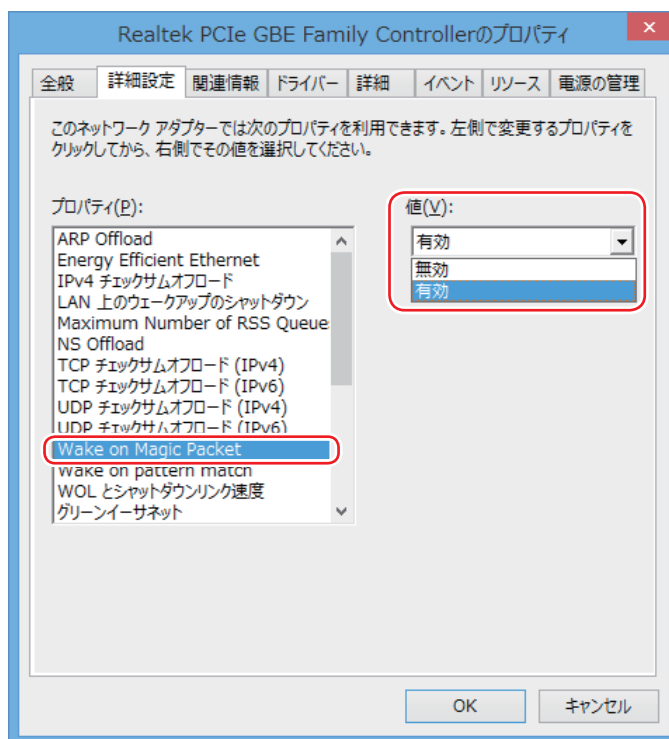 Realtek PCIe GBE Family Controllerのプロパティ
全般 詳細設定 関連情報 ドライバー 詳細 イベント リソース 電源の管理
このネットワーク アダプターでは次のプロパティを利用できます。左側で変更するプロパティを
クリックしてから、右側でその値を選択してください。
プロパティ(P):
ARP Offload
Energy Efficient Ethernet
IPv4 チェックサムオフロード
LAN 上のウェークアップのシャットダウン
Maximum Number of RSS Queue
NS Offload
TCP チェックサムオフロード (IPv4)
TCP チェックサムオフロード (IPv6)
UDP チェックサムオフロード (IPv4)
UDP チェックサムオフロード (IPv6)
Wake on Magic Packet
Wake on pattern match
WOL とシャットダウンリンク速度
グリーンイーサネット
値(V):
有効
無効
有効
OK キャンセル